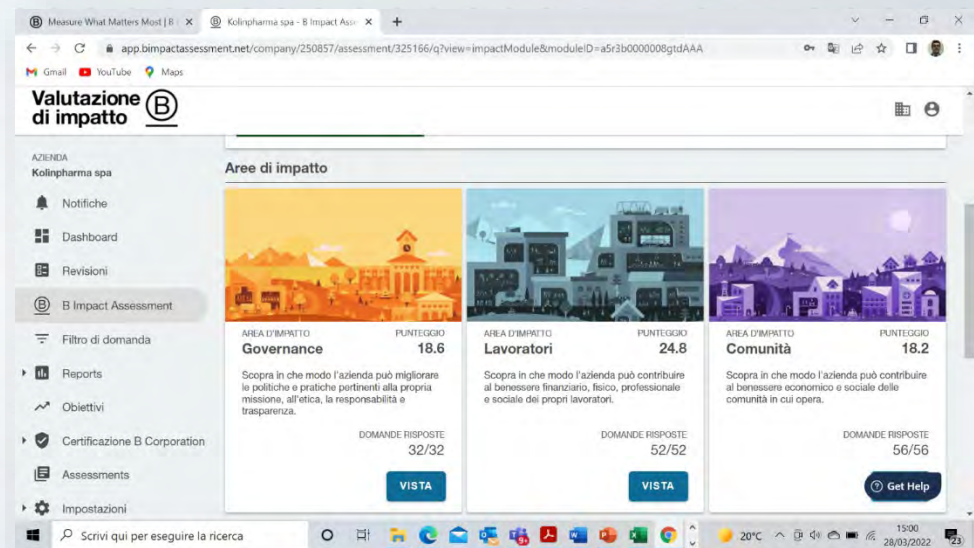 Measure What Matters Most | B
Kolinpharma spa - B Impact Asse
app.bimpactassessment.net/company/250857/assessment/325166/q?view=impactModule&moduleID=a5r3b0000008gtdAAA
Gmail YouTube Maps
Valutazione
di impatto B
AZIENDA
Kolinpharma spa
Notifiche
Dashboard
Revisioni
B Impact Assessment
Filtro di domanda
Reports
Obiettivi
Certificazione B Corporation
Assessments
Impostazioni
Aree di impatto
AREA D'IMPATTO PUNTEGGIO
Governance 18.6
Scopra in che modo l'azienda può migliorare
le politiche e pratiche pertinenti alla propria
missione, all'etica, la responsabilità e
trasparenza.
DOMANDE RISPOSTE
32/32
VISTA
AREA D'IMPATTO PUNTEGGIO
Lavoratori 24.8
Scopra in che modo l'azienda può contribuire
al benessere finanziario, fisico, professionale
e sociale dei propri lavoratori.
DOMANDE RISPOSTE
52/52
VISTA
AREA D'IMPATTO PUNTEGGIO
Comunità 18.2
Scopra in che modo l'azienda può contribuire
al benessere economico e sociale delle
comunità in cui opera.
DOMANDE RISPOSTE
56/56
Get Help
Scrivi qui per eseguire la ricerca
20°C
15:00
28/03/2022
23